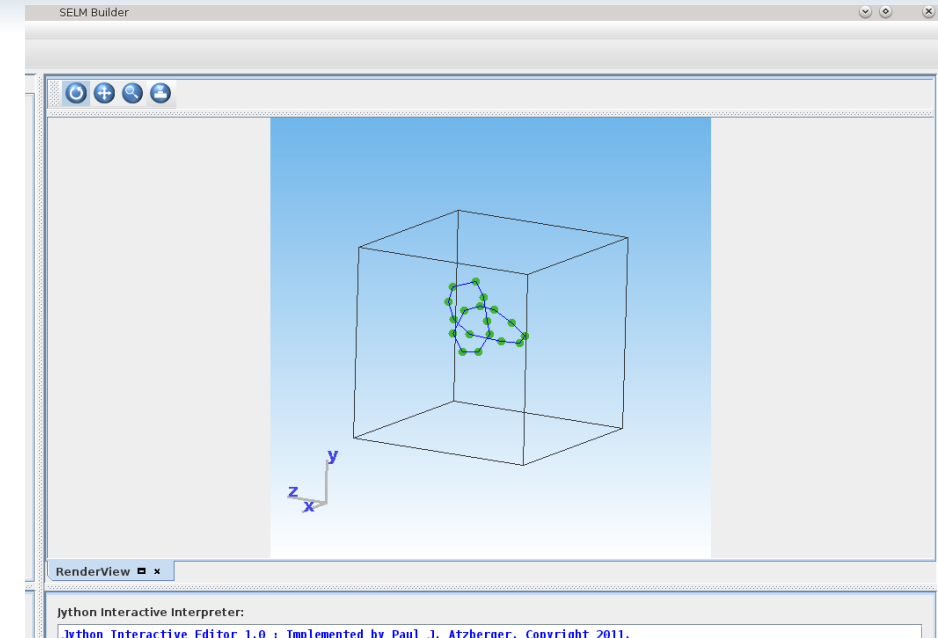 SELM Builder
y
z
x
RenderView
Jython Interactive Interpreter:
Jython Interactive Editor 1.0 : Implemented by Paul J. Atzberger. Copyright 2011.